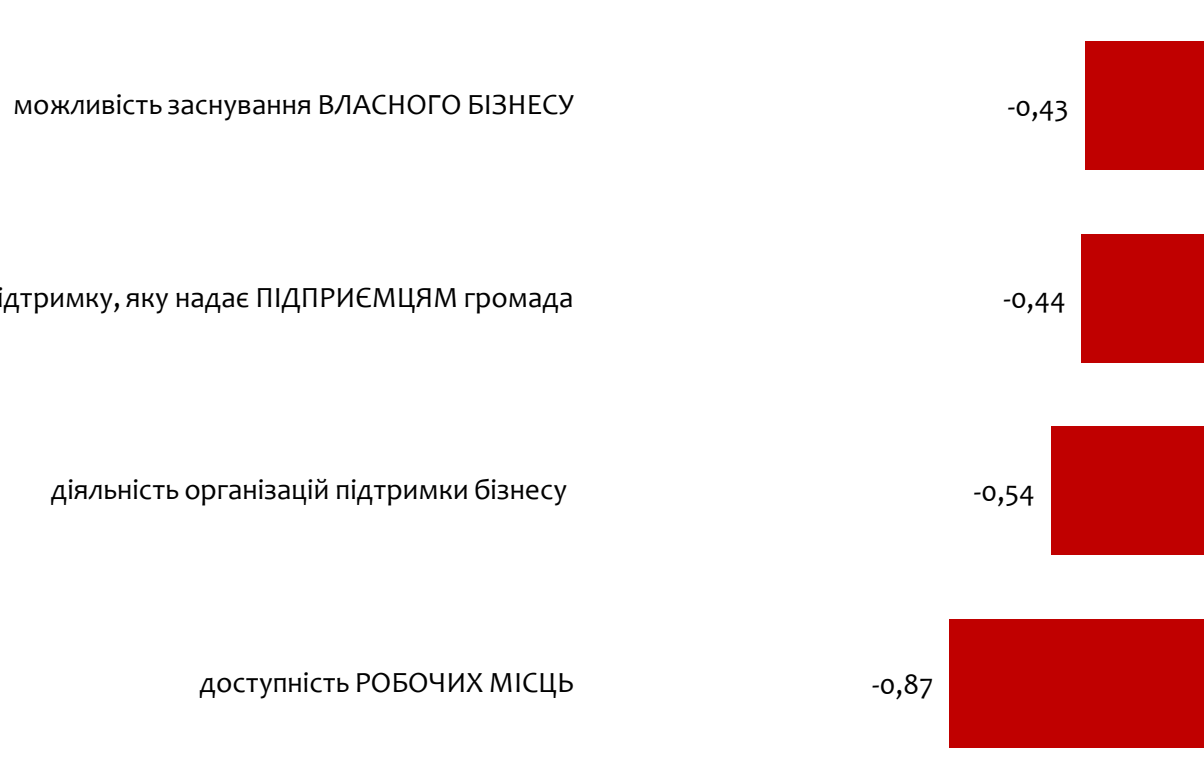 можливість заснування ВЛАСНОГО БІЗНЕСУ -0,43
ідтримку, яку надає ПІДПРИЄМЦЯМ громада -0,44
діяльність організацій підтримки бізнесу -0,54
доступність РОБОЧИХ МІСЦЬ -0,87